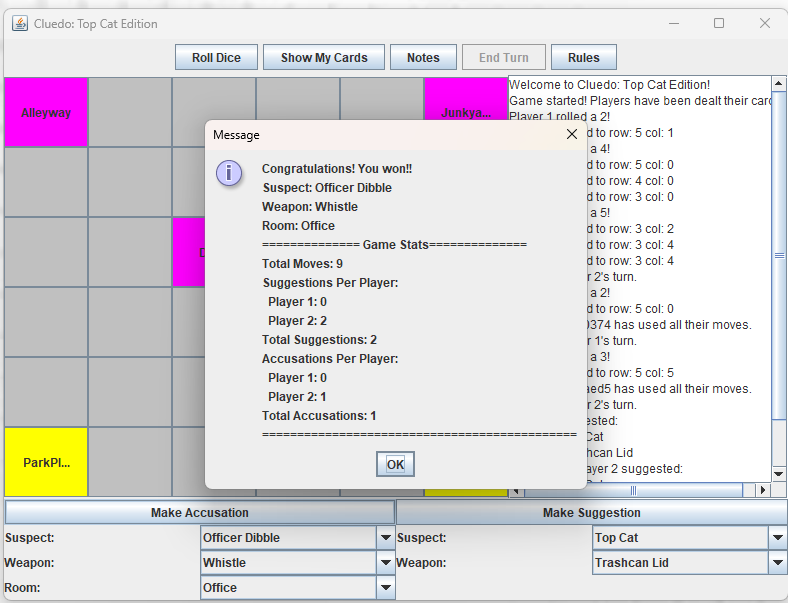 Cluedo: Top Cat Edition
Roll Dice
Show My Cards
Notes
End Turn
Rules
Alleyway
Junkya...
ParkPl...
Welcome to Cluedo: Top Cat Edition!
Game started! Players have been dealt their card
Player 1 rolled a 2!
d to row: 5 col: 1
a 4!
d to row: 5 col: 0
d to row: 4 col: 0
d to row: 3 col: 0
a 5!
d to row: 3 col: 2
d to row: 3 col: 4
d to row: 3 col: 4
r 2's turn.
a 2!
d to row: 5 col: 0
0374 has used all their moves.
r 1's turn.
a 3!
d to row: 5 col: 5
aed5 has used all their moves.
r 2's turn.
gested:
Cat
shcan Lid
ayer 2 suggested:
Message
Congratulations! You won!!
Suspect: Officer Dibble
Weapon: Whistle
Room: Office
============== Game Stats==============
Total Moves: 9
Suggestions Per Player:
Player 1: 0
Player 2: 2
Total Suggestions: 2
Accusations Per Player:
Player 1: 0
Player 2: 1
Total Accusations: 1
=============================================
OK
Make Accusation
Suspect:
Officer Dibble
Weapon:
Whistle
Room:
Office
Make Suggestion
Suspect:
Top Cat
Weapon:
Trashcan Lid